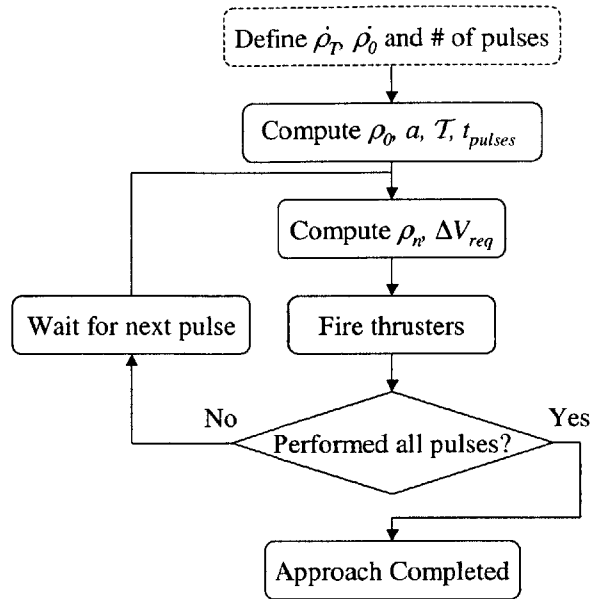 Define ρ̇_T, ρ̇_0 and # of pulses
Compute ρ_0, a, T, t_pulses
Compute ρ_n, ΔV_req
Wait for next pulse
Fire thrusters
No
Yes
Performed all pulses?
Approach Completed